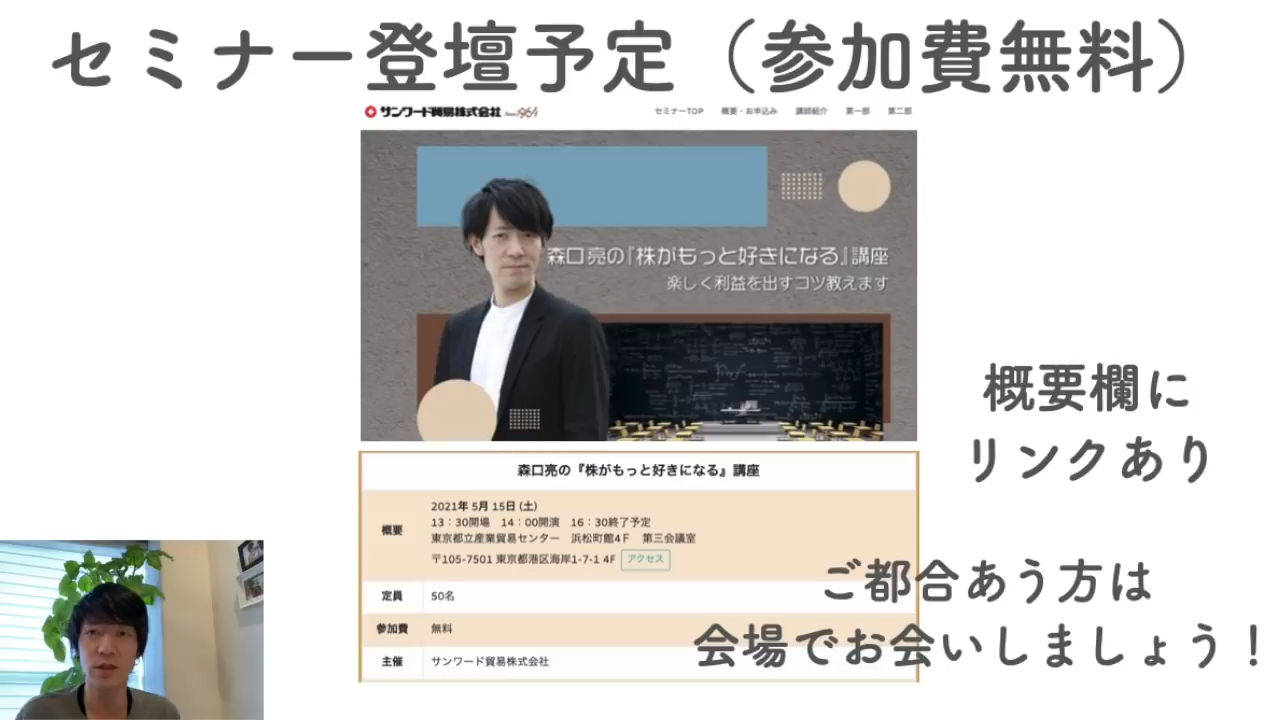 セミナー登壇予定（参加費無料）
サンワード貿易株式会社 Since1964
セミナーTOP 概要・お申込み 講師紹介 第一部 第二部
森口亮の『株がもっと好きになる』講座
楽しく利益を出すコツ教えます
概要欄に
リンクあり
森口亮の『株がもっと好きになる』講座
概要
2021年 5月 15日 (土)
13：30開場 14：00開演 16：30終了予定
東京都立産業貿易センター 浜松町館4Ｆ 第三会議室
〒105-7501 東京都港区海岸1-7-1 4F アクセス
定員 50名
参加費 無料
主催 サンワード貿易株式会社
ご都合あう方は
会場でお会いしましょう！